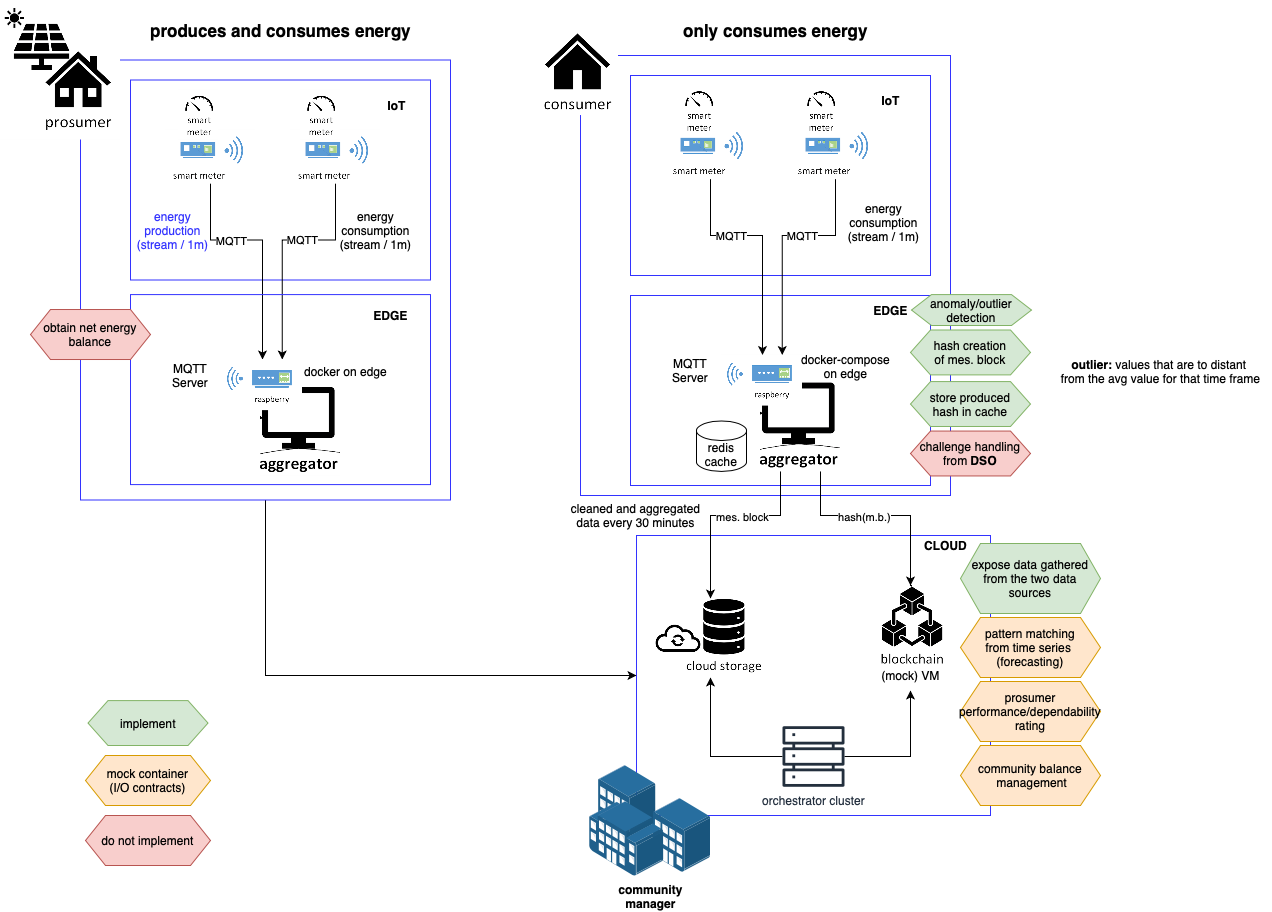 produces and consumes energy
only consumes energy
prosumer
IoT
smart
meter
smart
meter
smart meter
smart meter
energy
production
(stream / 1m)
MQTT
MQTT
energy
consumption
(stream / 1m)
obtain net energy
balance
EDGE
MQTT
Server
docker on edge
raspberry
aggregator
consumer
IoT
smart
meter
smart
meter
smart meter
smart meter
energy
consumption
(stream / 1m)
MQTT
MQTT
EDGE
anomaly/outlier
detection
hash creation
of mes. block
store produced
hash in cache
challenge handling
from DSO
MQTT
Server
docker-compose
on edge
raspberry
redis
cache
aggregator
outlier: values that are to distant
from the avg value for that time frame
cleaned and aggregated
data every 30 minutes
mes. block
hash(m.b.)
CLOUD
expose data gathered
from the two data
sources
pattern matching
from time series
(forecasting)
prosumer
performance/dependability
rating
community balance
management
cloud storage
blockchain
(mock) VM
orchestrator cluster
community
manager
implement
mock container
(I/O contracts)
do not implement